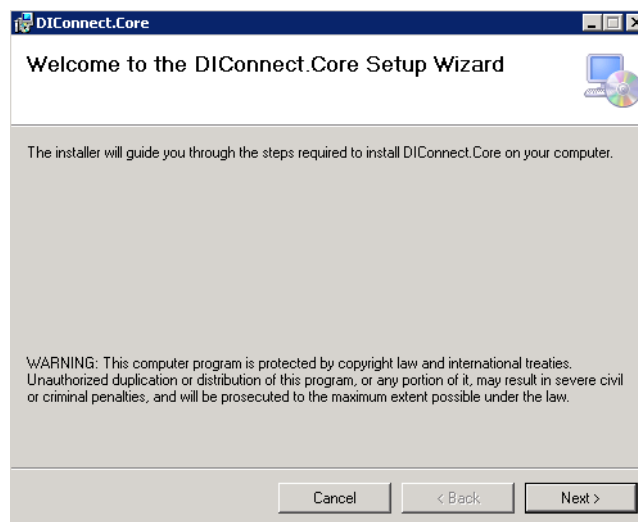 DIConnect.Core
Welcome to the DIConnect.Core Setup Wizard
The installer will guide you through the steps required to install DIConnect.Core on your computer.
WARNING: This computer program is protected by copyright law and international treaties.
Unauthorized duplication or distribution of this program, or any portion of it, may result in severe civil
or criminal penalties, and will be prosecuted to the maximum extent possible under the law.
Cancel < Back Next >